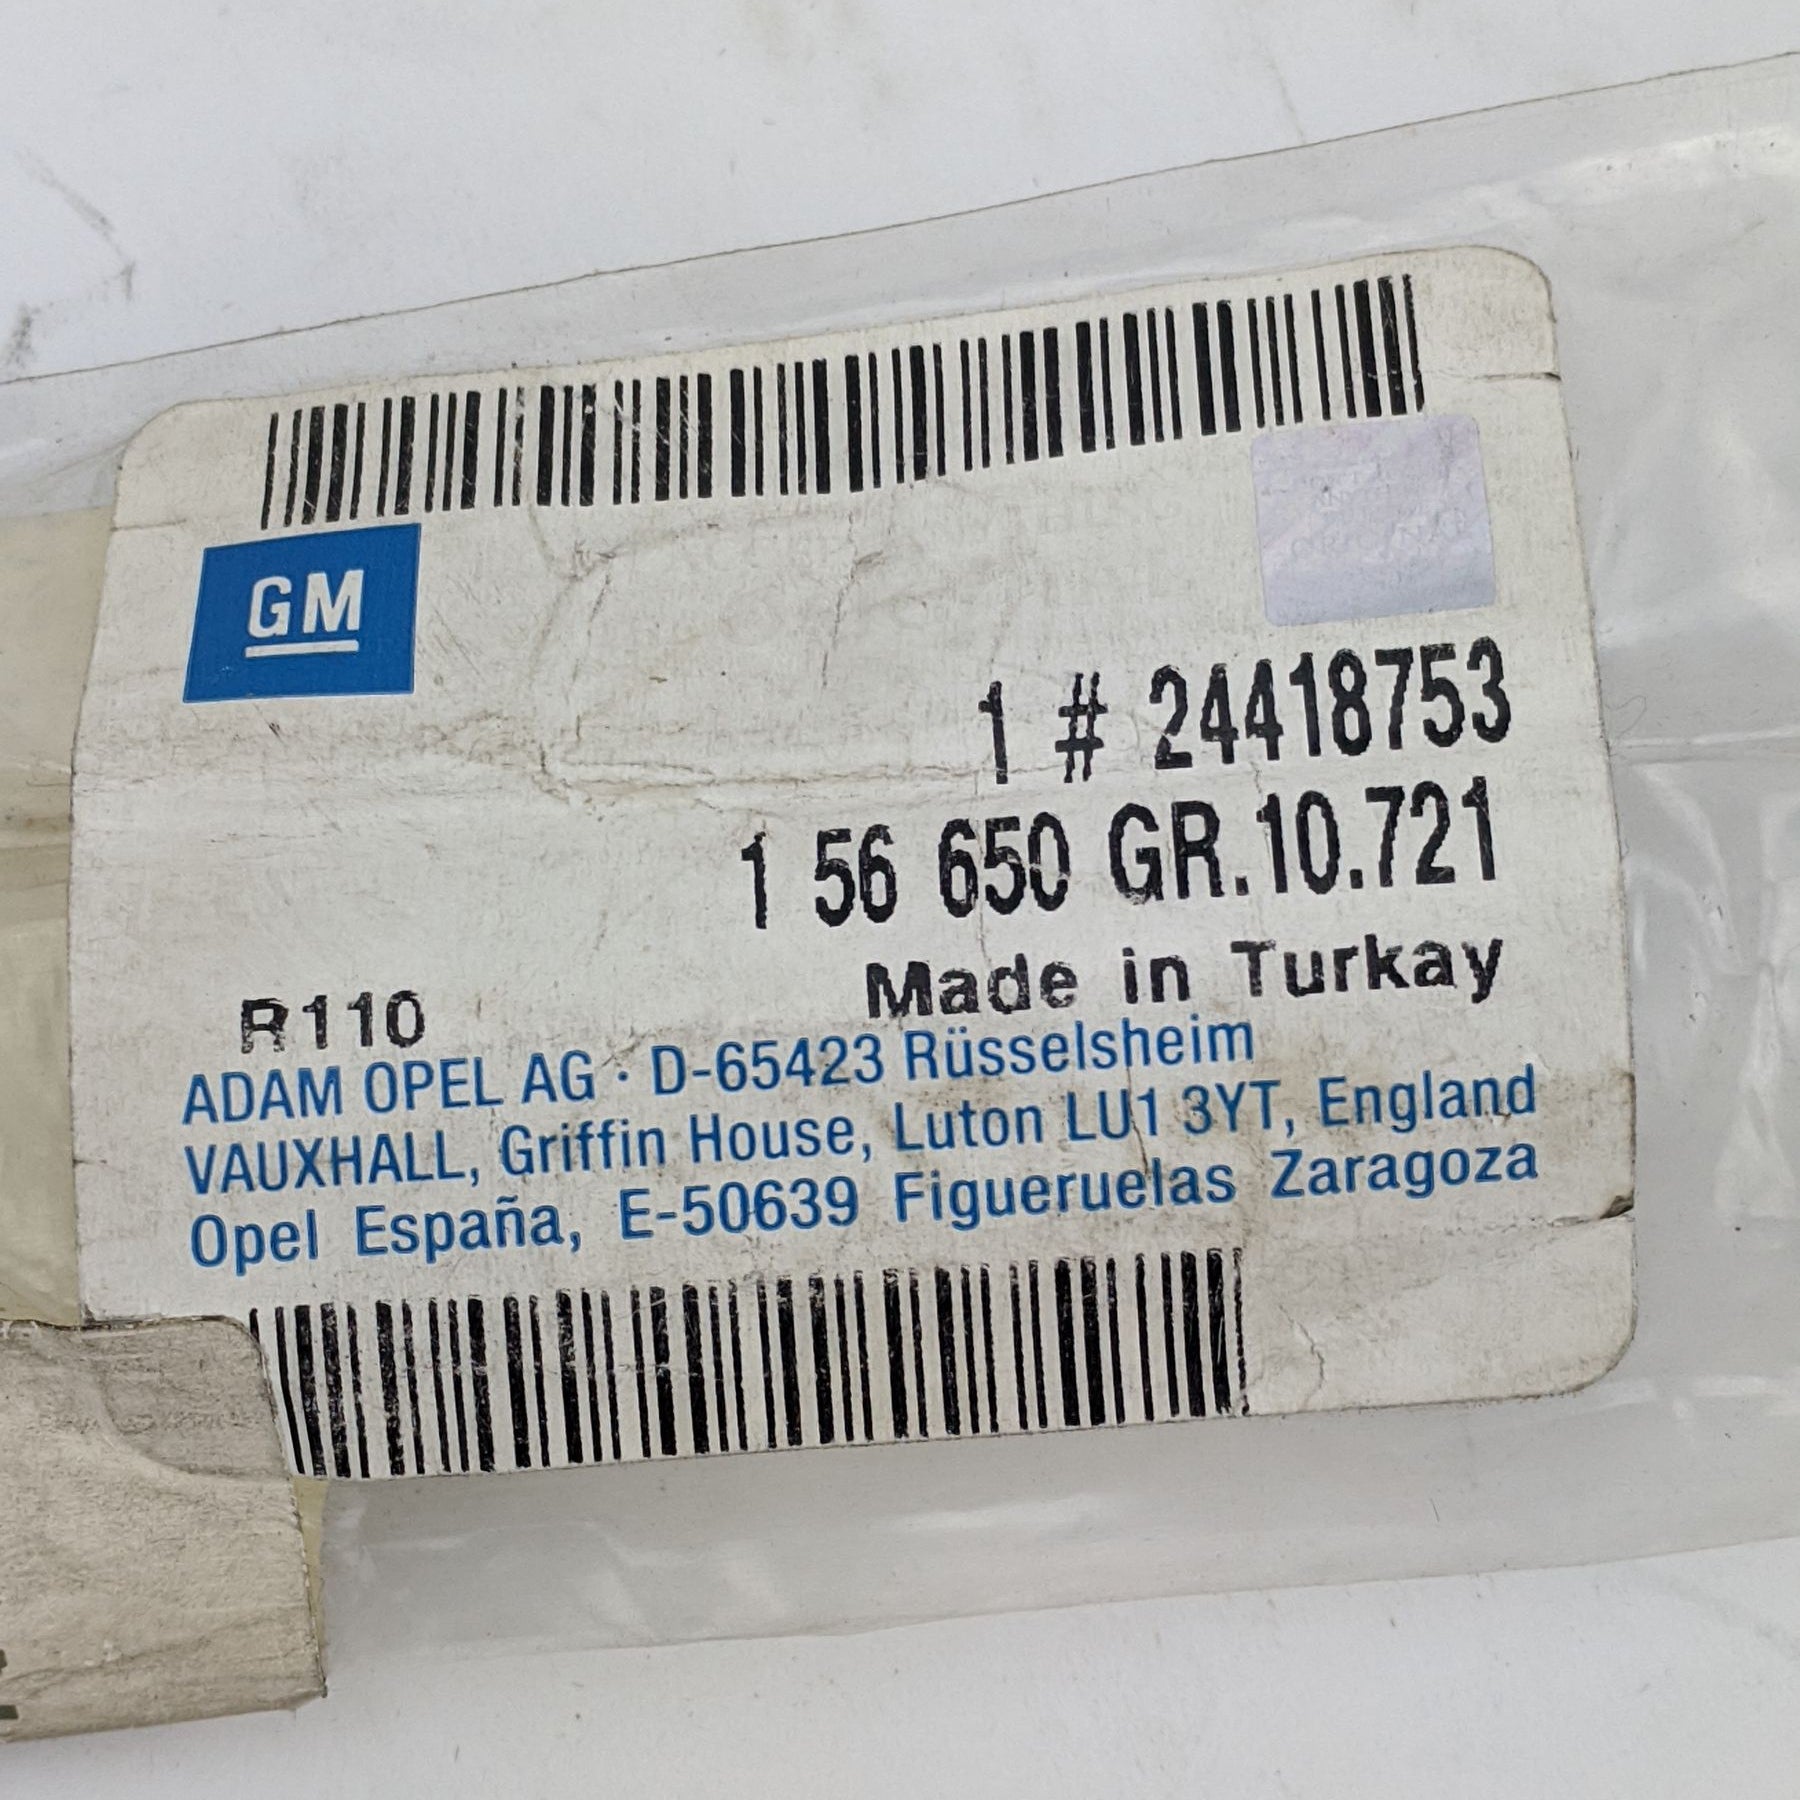 GM
1 # 24418753
1 56 650 GR.10.721
Made in Turkay
R110
ADAM OPEL AG · D-65423 Rüsselsheim
VAUXHALL, Griffin House, Luton LU1 3YT, England
Opel España, E-50639 Figueruelas Zaragoza